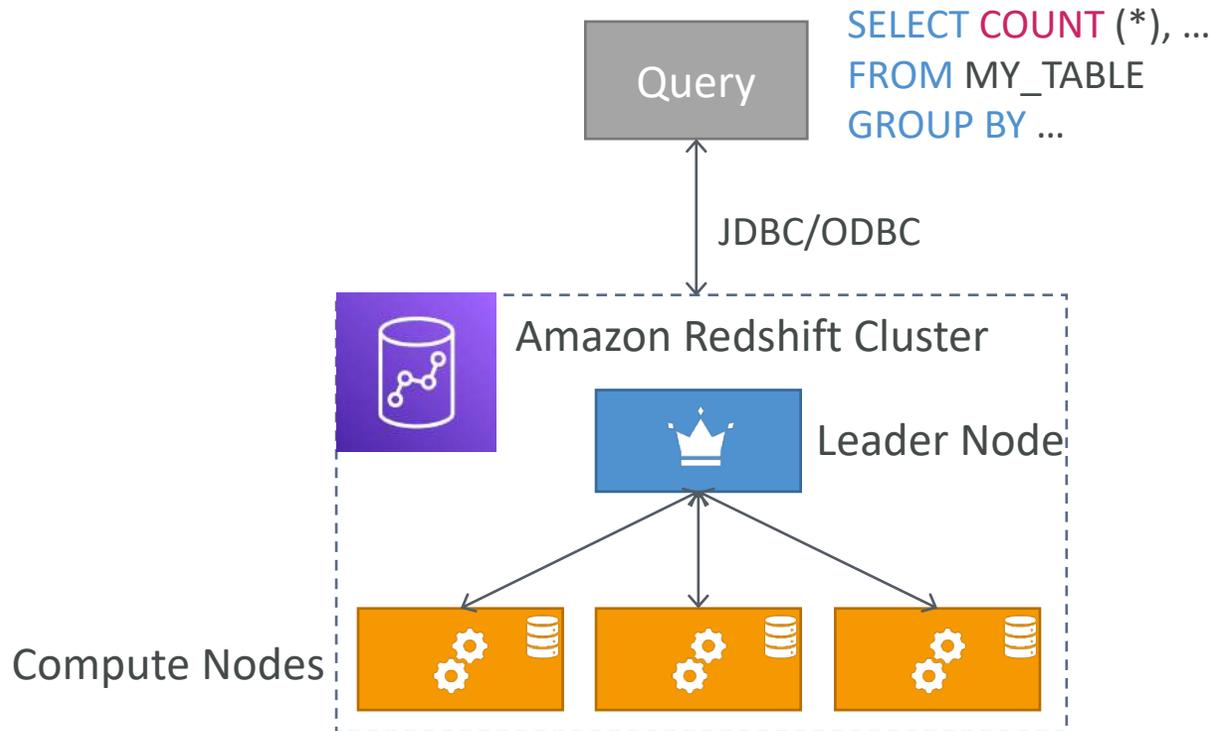 Query
SELECT COUNT (*), …
FROM MY_TABLE
GROUP BY …
JDBC/ODBC
Amazon Redshift Cluster
Leader Node
Compute Nodes